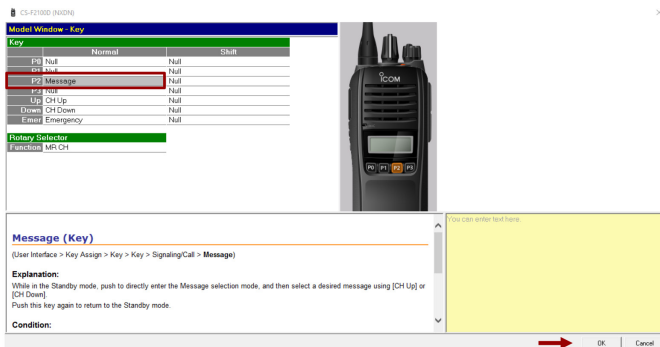 CS-F2100D (NXDN)
Model Window - Key
Key
Normal Shift
P0 Null Null
P1 Null Null
P2 Message Null
P3 Null Null
Up CH Up Null
Down CH Down Null
Emer Emergency Null
Rotary Selector
Function MR CH
ICOM
P0 P1 P2 P3
Message (Key)
(User Interface > Key Assign > Key > Key > Signaling/Call > Message)
Explanation:
While in the Standby mode, push to directly enter the Message selection mode, and then select a desired message using [CH Up] or
[CH Down].
Push this key again to return to the Standby mode.
Condition:
You can enter text here.
OK Cancel